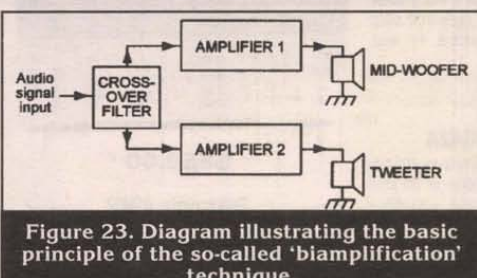 AMPLIFIER 1
MID-WOOFER
Audio
signal
input
CROSS-
OVER
FILTER
AMPLIFIER 2
TWEETER
Figure 23. Diagram illustrating the basic
principle of the so-called 'biamplification'
technique